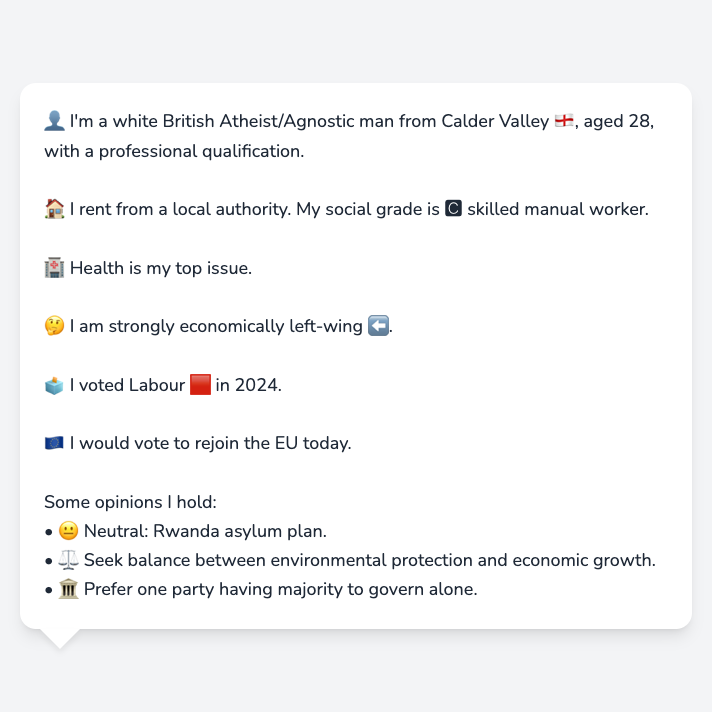 👤 I'm a white British Atheist/Agnostic man from Calder Valley 🏴󠁧󠁢󠁥󠁮󠁧󠁿, aged 28,
with a professional qualification.
🏠 I rent from a local authority. My social grade is 🅲 skilled manual worker.
🏥 Health is my top issue.
🤔 I am strongly economically left-wing ⬅️.
🗳️ I voted Labour 🟥 in 2024.
🇪🇺 I would vote to rejoin the EU today.
Some opinions I hold:
• 😐 Neutral: Rwanda asylum plan.
• ⚖️ Seek balance between environmental protection and economic growth.
• 🏛️ Prefer one party having majority to govern alone.